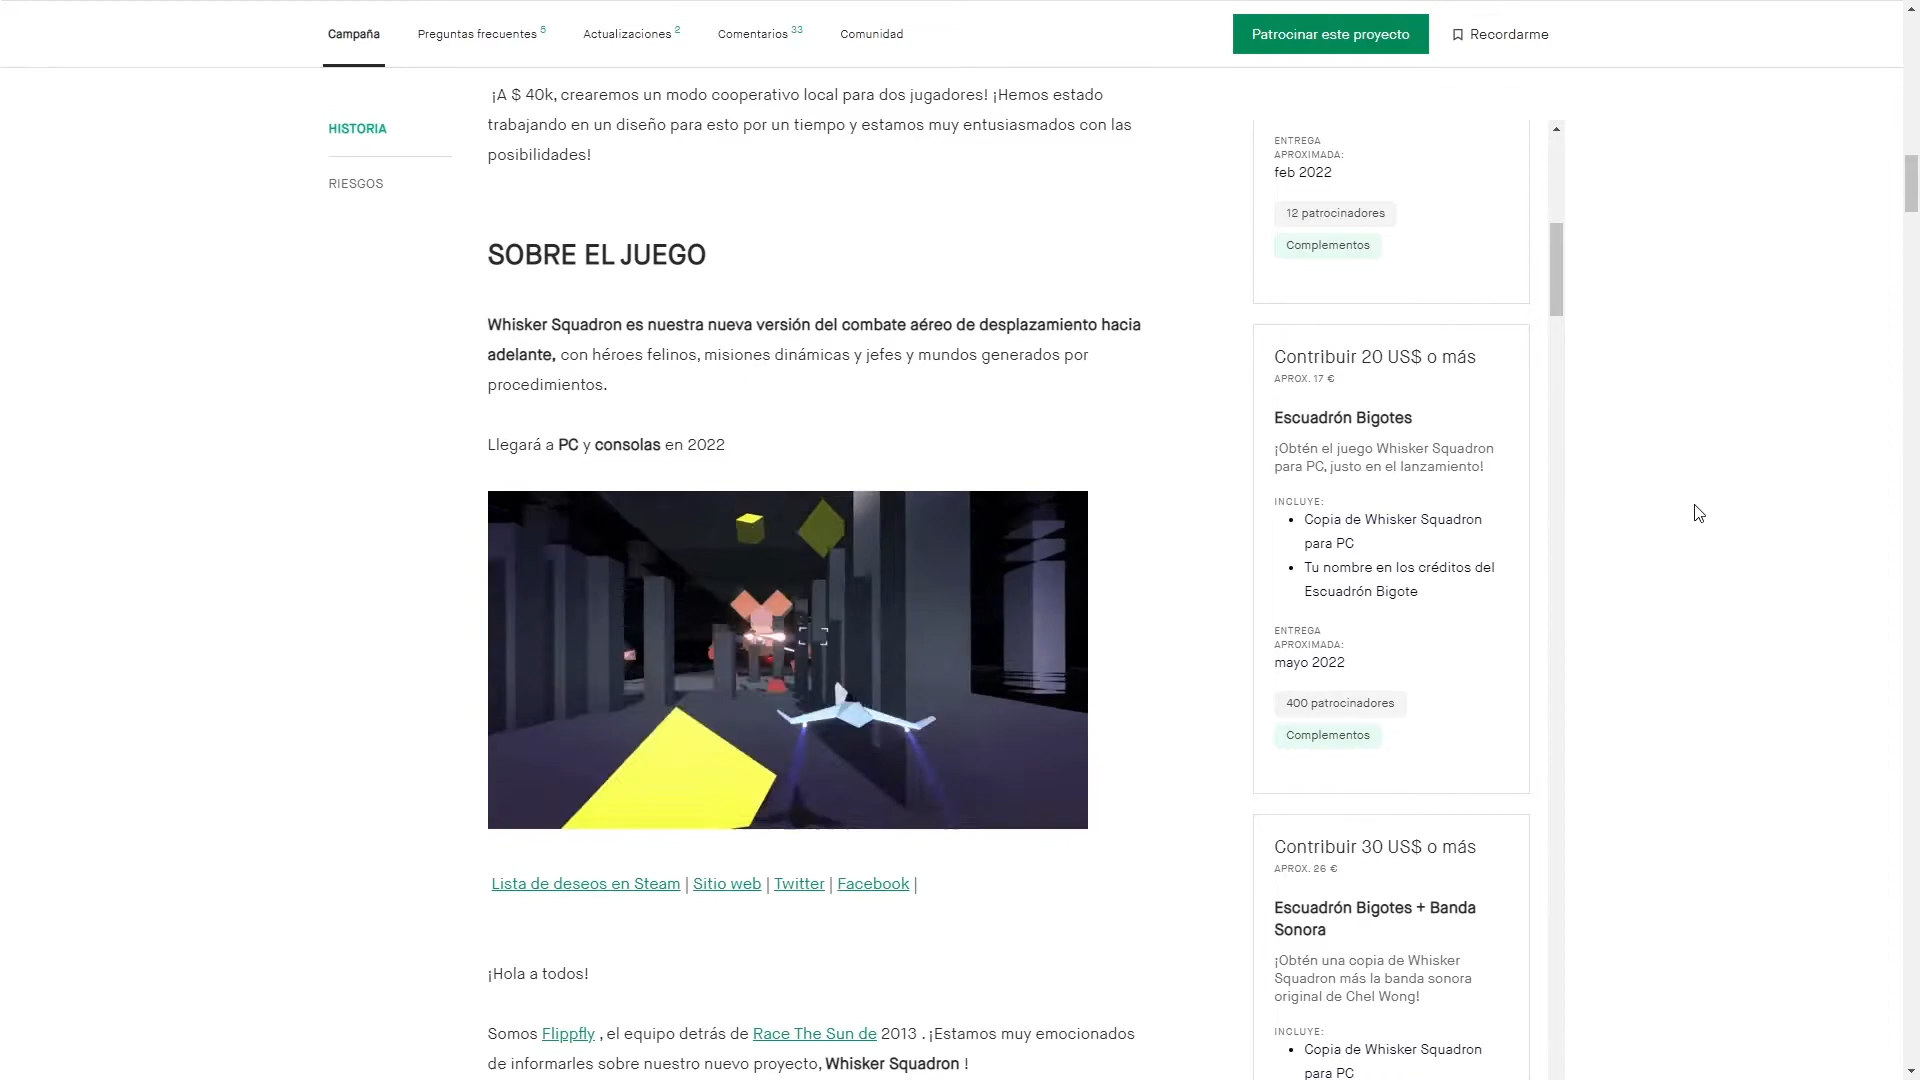 Campaña
Preguntas frecuentes 5
Actualizaciones 2
Comentarios 33
Comunidad
Patrocinar este proyecto
Recordarme
HISTORIA
RIESGOS
¡A $ 40k, crearemos un modo cooperativo local para dos jugadores! ¡Hemos estado
trabajando en un diseño para esto por un tiempo y estamos muy entusiasmados con las
posibilidades!
SOBRE EL JUEGO
Whisker Squadron es nuestra nueva versión del combate aéreo de desplazamiento hacia
adelante, con héroes felinos, misiones dinámicas y jefes y mundos generados por
procedimientos.
Llegará a PC y consolas en 2022
Lista de deseos en Steam | Sitio web | Twitter | Facebook |
¡Hola a todos!
Somos Flippfly , el equipo detrás de Race The Sun de 2013 . ¡Estamos muy emocionados
de informarles sobre nuestro nuevo proyecto, Whisker Squadron !
ENTREGA
APROXIMADA:
feb 2022
12 patrocinadores
Complementos
Contribuir 20 US$ o más
APROX. 17 €
Escuadrón Bigotes
¡Obtén el juego Whisker Squadron
para PC, justo en el lanzamiento!
INCLUYE:
• Copia de Whisker Squadron
para PC
• Tu nombre en los créditos del
Escuadrón Bigote
ENTREGA
APROXIMADA:
mayo 2022
400 patrocinadores
Complementos
Contribuir 30 US$ o más
APROX. 26 €
Escuadrón Bigotes + Banda
Sonora
¡Obtén una copia de Whisker
Squadron más la banda sonora
original de Chel Wong!
INCLUYE:
• Copia de Whisker Squadron
para PC